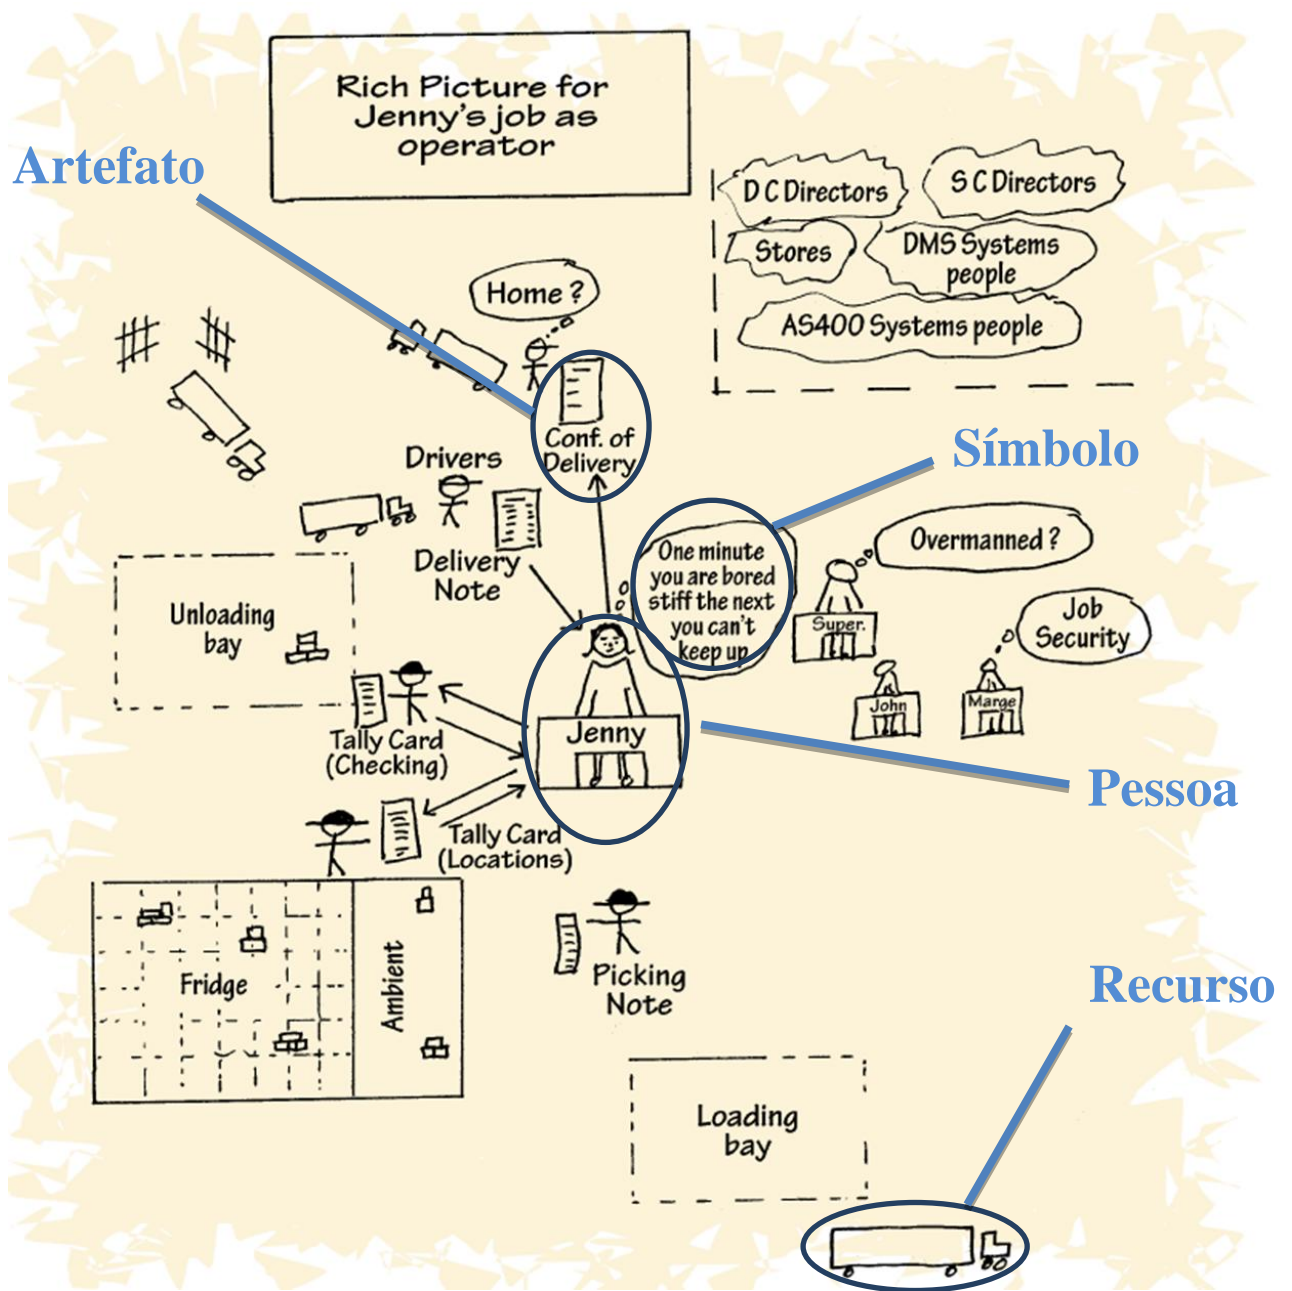 Rich Picture for
Jenny's job as
operator
Artefato
D C Directors
S C Directors
Stores
DMS Systems
people
AS400 Systems people
Home ?
Conf. of
Delivery
Símbolo
Drivers
Delivery
Note
One minute
you are bored
stiff the next
you can't
keep up
Overmanned ?
Super.
Job
Security
John
Marge
Unloading
bay
Tally Card
(Checking)
Jenny
Pessoa
Tally Card
(Locations)
Fridge
Ambient
Picking
Note
Recurso
Loading
bay